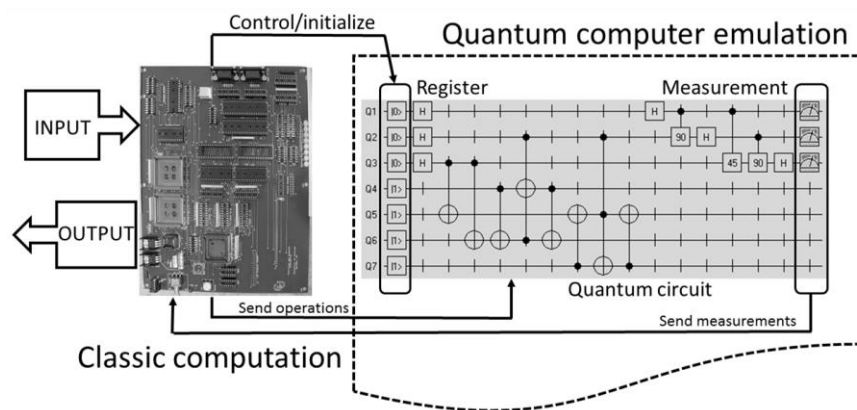 Control/initialize
Quantum computer emulation
Register
Measurement
INPUT
OUTPUT
Q1 |0> H H
Q2 |0> H 90 H
Q3 |0> H 45 90 H
Q4 |1>
Q5 |1>
Q6 |1>
Q7 |1>
Quantum circuit
Send operations
Send measurements
Classic computation